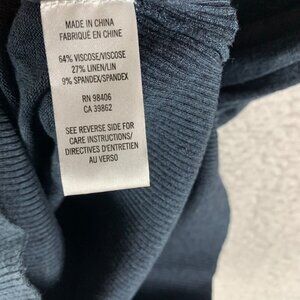 MADE IN CHINA
FABRIQUÉ EN CHINE
64% VISCOSE/VISCOSE
27% LINEN/LIN
9% SPANDEX/SPANDEX
RN 98406
CA 39862
SEE REVERSE SIDE FOR
CARE INSTRUCTIONS/
DIRECTIVES D'ENTRETIEN
AU VERSO